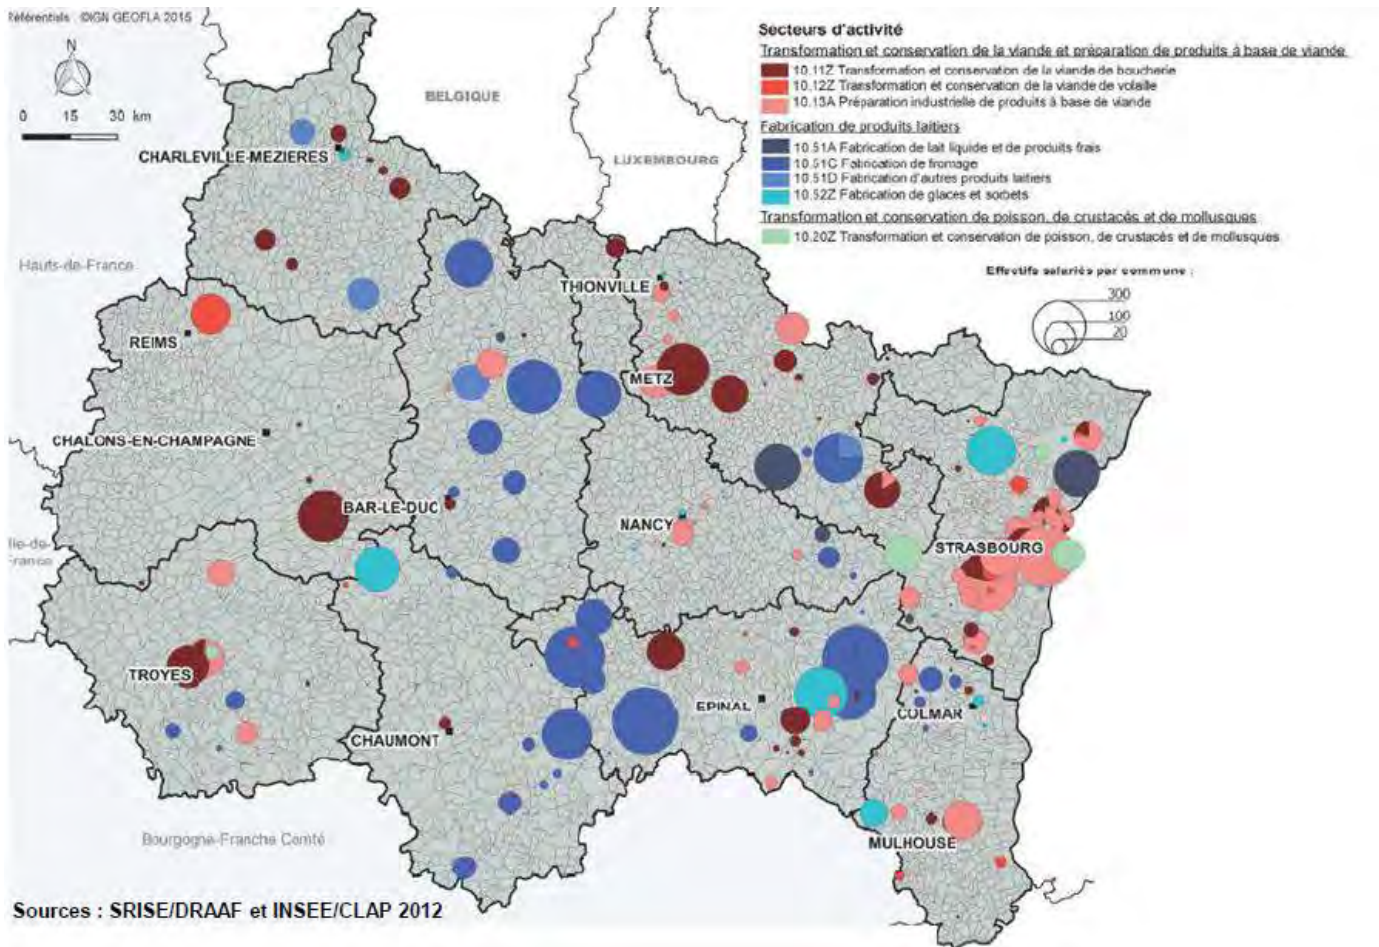 Référentiels : ©IGN GEOFLA 2015
N
0 15 30 km
BELGIQUE
LUXEMBOURG
CHARLEVILLE-MEZIERES
Hauts-de-France
THIONVILLE
REIMS
METZ
CHALONS-EN-CHAMPAGNE
BAR-LE-DUC
NANCY
STRASBOURG
Ile-de-
France
TROYES
EPINAL
COLMAR
CHAUMONT
Bourgogne-Franche Comté
MULHOUSE
Secteurs d'activité
Transformation et conservation de la viande et préparation de produits à base de viande
10.11Z Transformation et conservation de la viande de boucherie
10.12Z Transformation et conservation de la viande de volaille
10.13A Préparation industrielle de produits à base de viande
Fabrication de produits laitiers
10.51A Fabrication de lait liquide et de produits frais
10.51C Fabrication de fromage
10.51D Fabrication d'autres produits laitiers
10.52Z Fabrication de glaces et sorbets
Transformation et conservation de poisson, de crustacés et de mollusques
10.20Z Transformation et conservation de poisson, de crustacés et de mollusques
Effectifs salariés par commune :
300
100
20
Sources : SRISE/DRAAF et INSEE/CLAP 2012